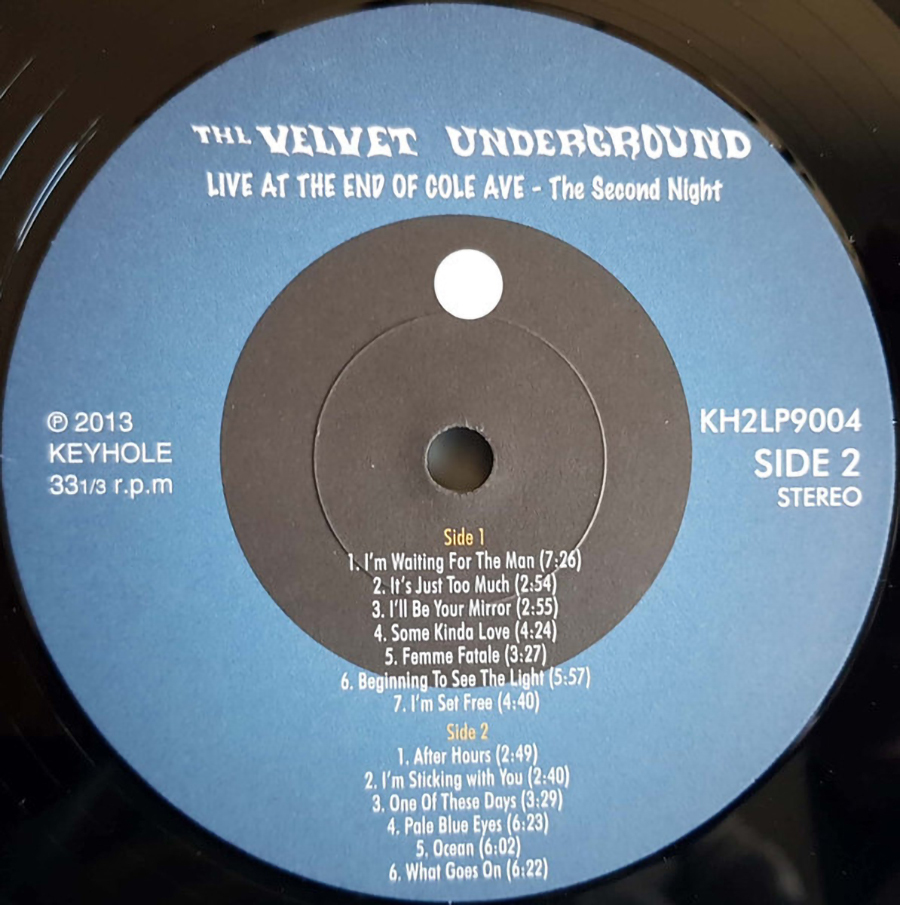 THE VELVET UNDERGROUND
LIVE AT THE END OF COLE AVE - The Second Night
℗ 2013
KEYHOLE
33 1/3 r.p.m
KH2LP9004
SIDE 2
STEREO
Side 1
1. I'm Waiting For The Man (7:26)
2. It's Just Too Much (2:54)
3. I'll Be Your Mirror (2:55)
4. Some Kinda Love (4:24)
5. Femme Fatale (3:27)
6. Beginning To See The Light (5:57)
7. I'm Set Free (4:40)
Side 2
1. After Hours (2:49)
2. I'm Sticking with You (2:40)
3. One Of These Days (3:29)
4. Pale Blue Eyes (6:23)
5. Ocean (6:02)
6. What Goes On (6:22)